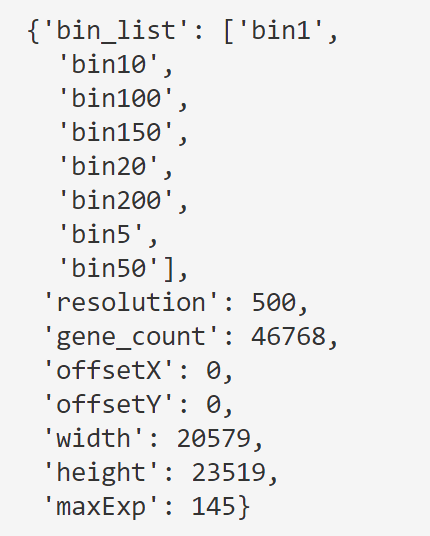 {'bin_list': ['bin1',
'bin10',
'bin100',
'bin150',
'bin20',
'bin200',
'bin5',
'bin50'],
'resolution': 500,
'gene_count': 46768,
'offsetX': 0,
'offsetY': 0,
'width': 20579,
'height': 23519,
'maxExp': 145}